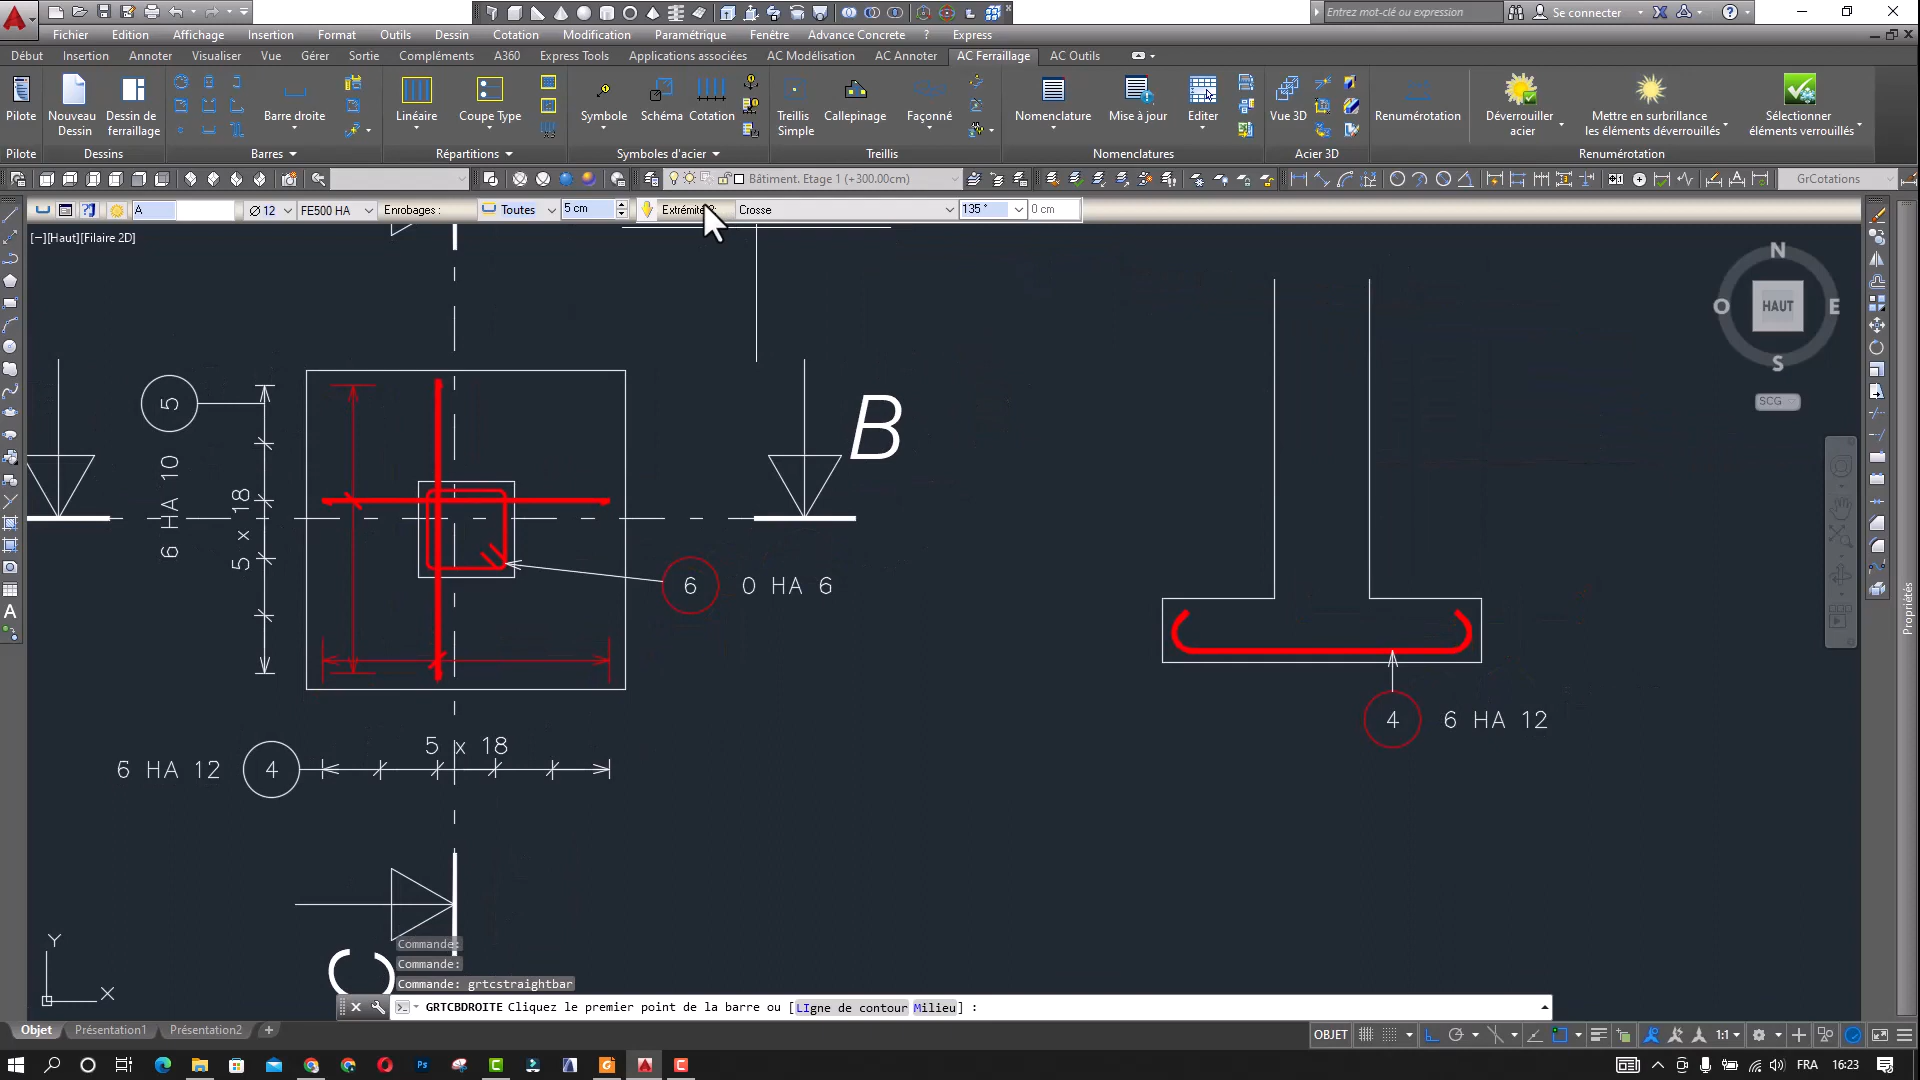 Entrez mot-clé ou expression
Se connecter
Fichier Edition Affichage Insertion Format Outils Dessin Cotation Modification Paramétrique Fenêtre Advance Concrete ? Express
Début Insertion Annoter Visualiser Vue Gérer Sortie Compléments A360 Express Tools Applications associées AC Modélisation AC Annoter AC Ferraillage AC Outils
Pilote
Nouveau Dessin
Dessin de ferraillage
Barre droite
Linéaire
Coupe Type
Symbole
Schéma
Cotation
Treillis Simple
Callepinage
Façonné
Nomenclature
Mise à jour
Editer
Vue 3D
Renumérotation
Déverrouiller acier
Mettre en surbrillance les éléments déverrouillés
Sélectionner éléments verrouillés
Pilote Dessins Barres Répartitions Symboles d'acier Treillis Nomenclatures Acier 3D Renumérotation
Bâtiment. Etage 1 (+300.00cm)
GrCotations
A
Ø 12
FE500 HA
Enrobages :
Toutes
5 cm
Crosse
135 °
0 cm
[−][Haut][Filaire 2D]
N
O HAUT E
S
SCG
Propriétés
B
5
6 HA 10
5 x 18
6
0 HA 6
5 x 18
6 HA 12
4
4
6 HA 12
C
Y
X
Commande:
Commande:
Commande: grtcstraightbar
GRTCBDROITE Cliquez le premier point de la barre ou [LIgne de contour Milieu] :
Objet Présentation1 Présentation2 +
OBJET
1:1
FRA
16:23